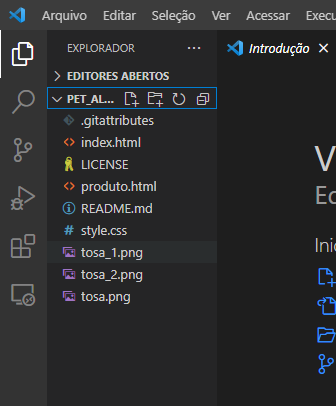 Arquivo Editar Seleção Ver Acessar Execu
EXPLORADOR
Introdução
EDITORES ABERTOS
PET_AL...
.gitattributes
index.html
LICENSE
produto.html
README.md
style.css
tosa_1.png
tosa_2.png
tosa.png
V
Ed
Inic